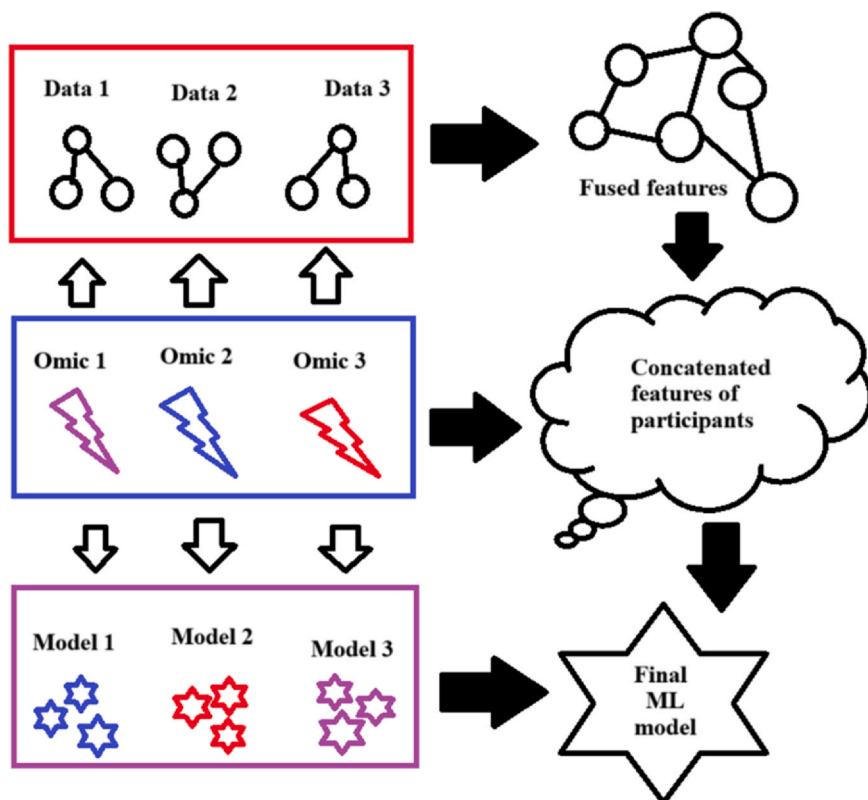 Data 1
Data 2
Data 3
Fused features
Omic 1
Omic 2
Omic 3
Concatenated
features of
participants
Model 1
Model 2
Model 3
Final
ML
model